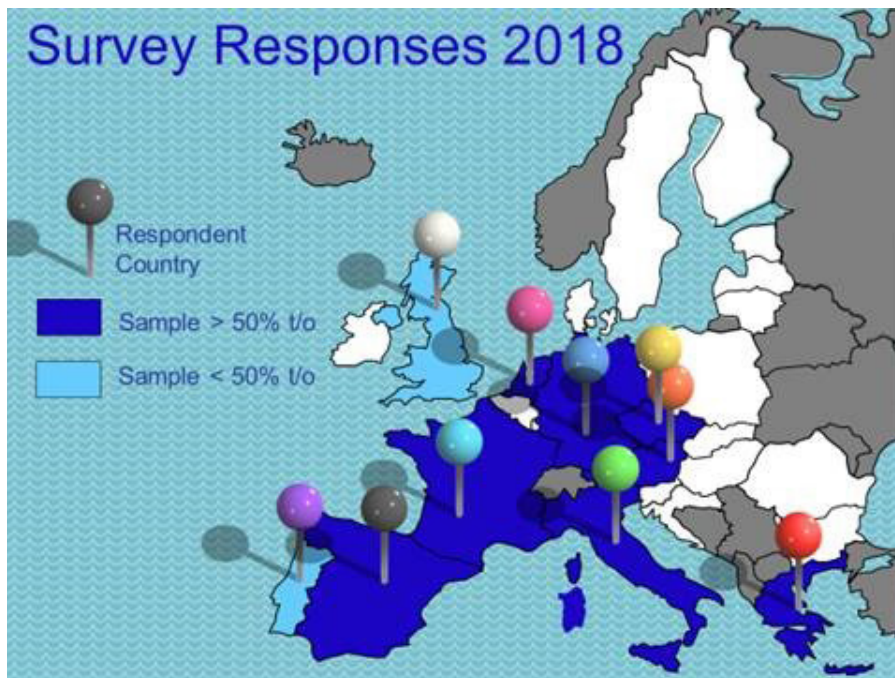 Survey Responses 2018
Respondent
Country
Sample > 50% t/o
Sample < 50% t/o